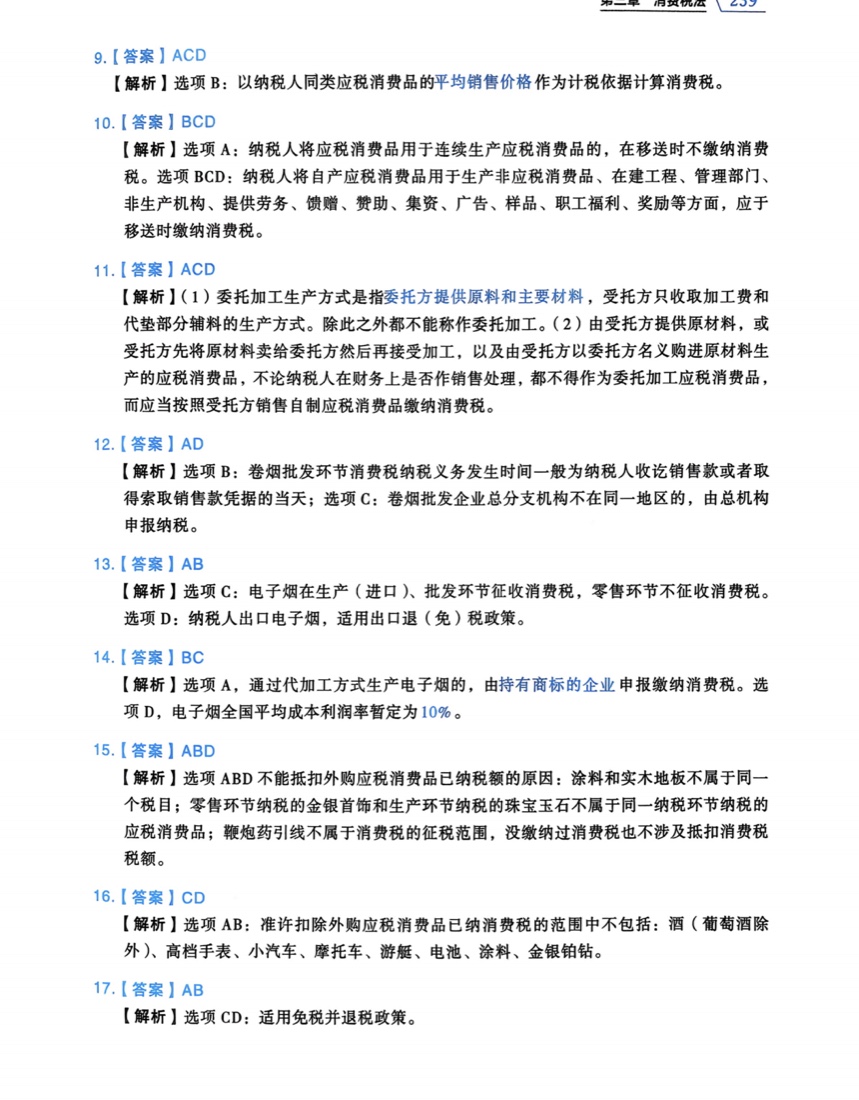 第三章 消费税法 239
9.【答案】ACD
【解析】选项 B：以纳税人同类应税消费品的平均销售价格作为计税依据计算消费税。
10.【答案】BCD
【解析】选项 A：纳税人将应税消费品用于连续生产应税消费品的，在移送时不缴纳消费
税。选项 BCD：纳税人将自产应税消费品用于生产非应税消费品、在建工程、管理部门、
非生产机构、提供劳务、馈赠、赞助、集资、广告、样品、职工福利、奖励等方面，应于
移送时缴纳消费税。
11.【答案】ACD
【解析】（1）委托加工生产方式是指委托方提供原料和主要材料，受托方只收取加工费和
代垫部分辅料的生产方式。除此之外都不能称作委托加工。（2）由受托方提供原材料，或
受托方先将原材料卖给委托方然后再接受加工，以及由受托方以委托方名义购进原材料生
产的应税消费品，不论纳税人在财务上是否作销售处理，都不得作为委托加工应税消费品，
而应当按照受托方销售自制应税消费品缴纳消费税。
12.【答案】AD
【解析】选项 B：卷烟批发环节消费税纳税义务发生时间一般为纳税人收讫销售款或者取
得索取销售款凭据的当天；选项 C：卷烟批发企业总分支机构不在同一地区的，由总机构
申报纳税。
13.【答案】AB
【解析】选项 C：电子烟在生产（进口）、批发环节征收消费税，零售环节不征收消费税。
选项 D：纳税人出口电子烟，适用出口退（免）税政策。
14.【答案】BC
【解析】选项 A，通过代加工方式生产电子烟的，由持有商标的企业申报缴纳消费税。选
项 D，电子烟全国平均成本利润率暂定为10%。
15.【答案】ABD
【解析】选项 ABD 不能抵扣外购应税消费品已纳税额的原因：涂料和实木地板不属于同一
个税目；零售环节纳税的金银首饰和生产环节纳税的珠宝玉石不属于同一纳税环节纳税的
应税消费品；鞭炮药引线不属于消费税的征税范围，没缴纳过消费税也不涉及抵扣消费税
税额。
16.【答案】CD
【解析】选项 AB：准许扣除外购应税消费品已纳消费税的范围中不包括：酒（葡萄酒除
外）、高档手表、小汽车、摩托车、游艇、电池、涂料、金银铂钻。
17.【答案】AB
【解析】选项 CD：适用免税并退税政策。